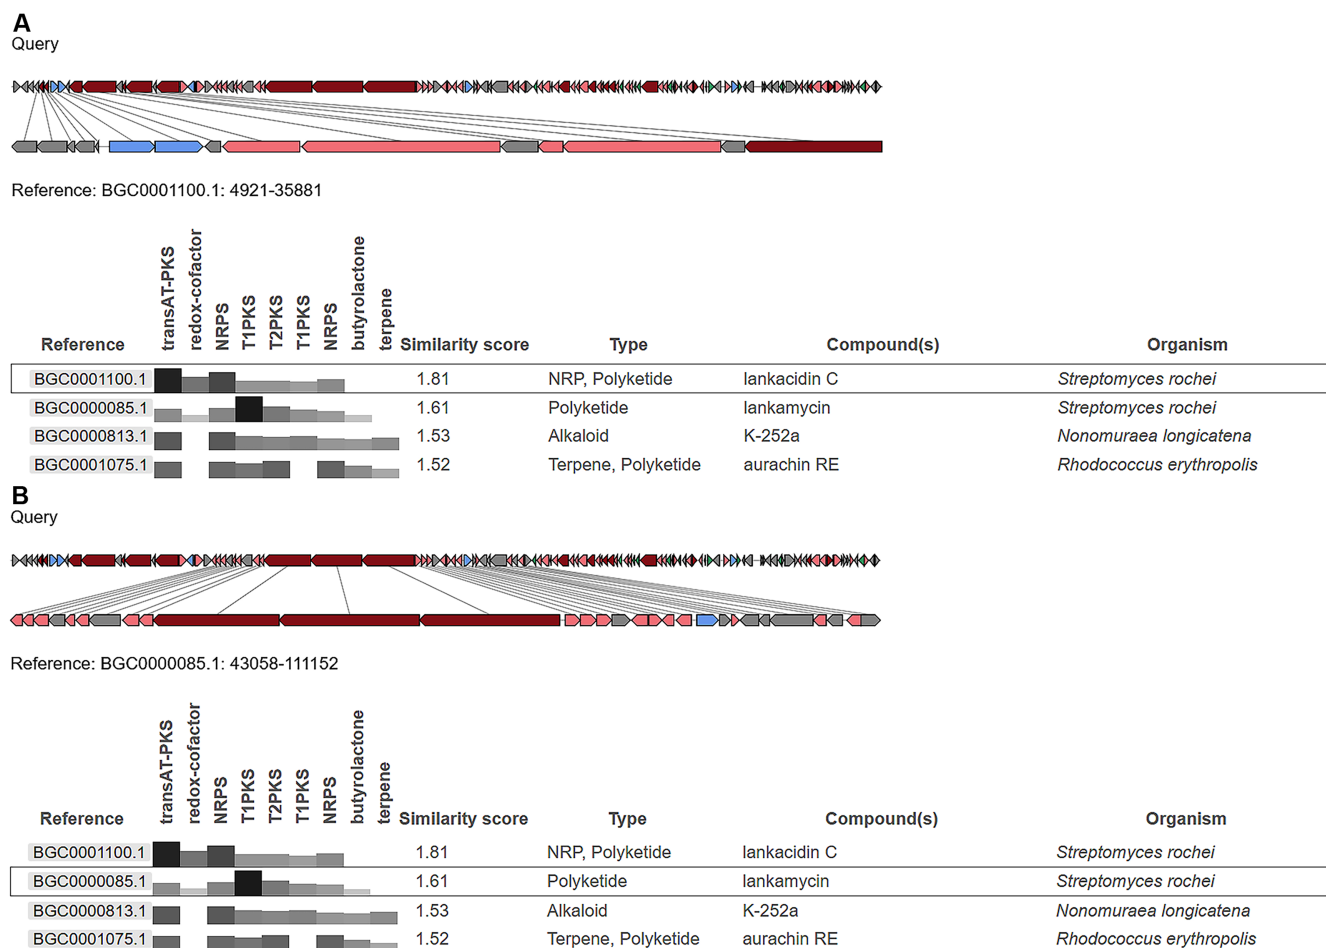 A
Query
Reference: BGC0001100.1: 4921-35881
Reference transAT-PKS redox-cofactor NRPS T1PKS T2PKS T1PKS NRPS butyrolactone terpene Similarity score Type Compound(s) Organism
BGC0001100.1 1.81 NRP, Polyketide lankacidin C Streptomyces rochei
BGC0000085.1 1.61 Polyketide lankamycin Streptomyces rochei
BGC0000813.1 1.53 Alkaloid K-252a Nonomuraea longicatena
BGC0001075.1 1.52 Terpene, Polyketide aurachin RE Rhodococcus erythropolis
B
Query
Reference: BGC0000085.1: 43058-111152
Reference transAT-PKS redox-cofactor NRPS T1PKS T2PKS T1PKS NRPS butyrolactone terpene Similarity score Type Compound(s) Organism
BGC0001100.1 1.81 NRP, Polyketide lankacidin C Streptomyces rochei
BGC0000085.1 1.61 Polyketide lankamycin Streptomyces rochei
BGC0000813.1 1.53 Alkaloid K-252a Nonomuraea longicatena
BGC0001075.1 1.52 Terpene, Polyketide aurachin RE Rhodococcus erythropolis